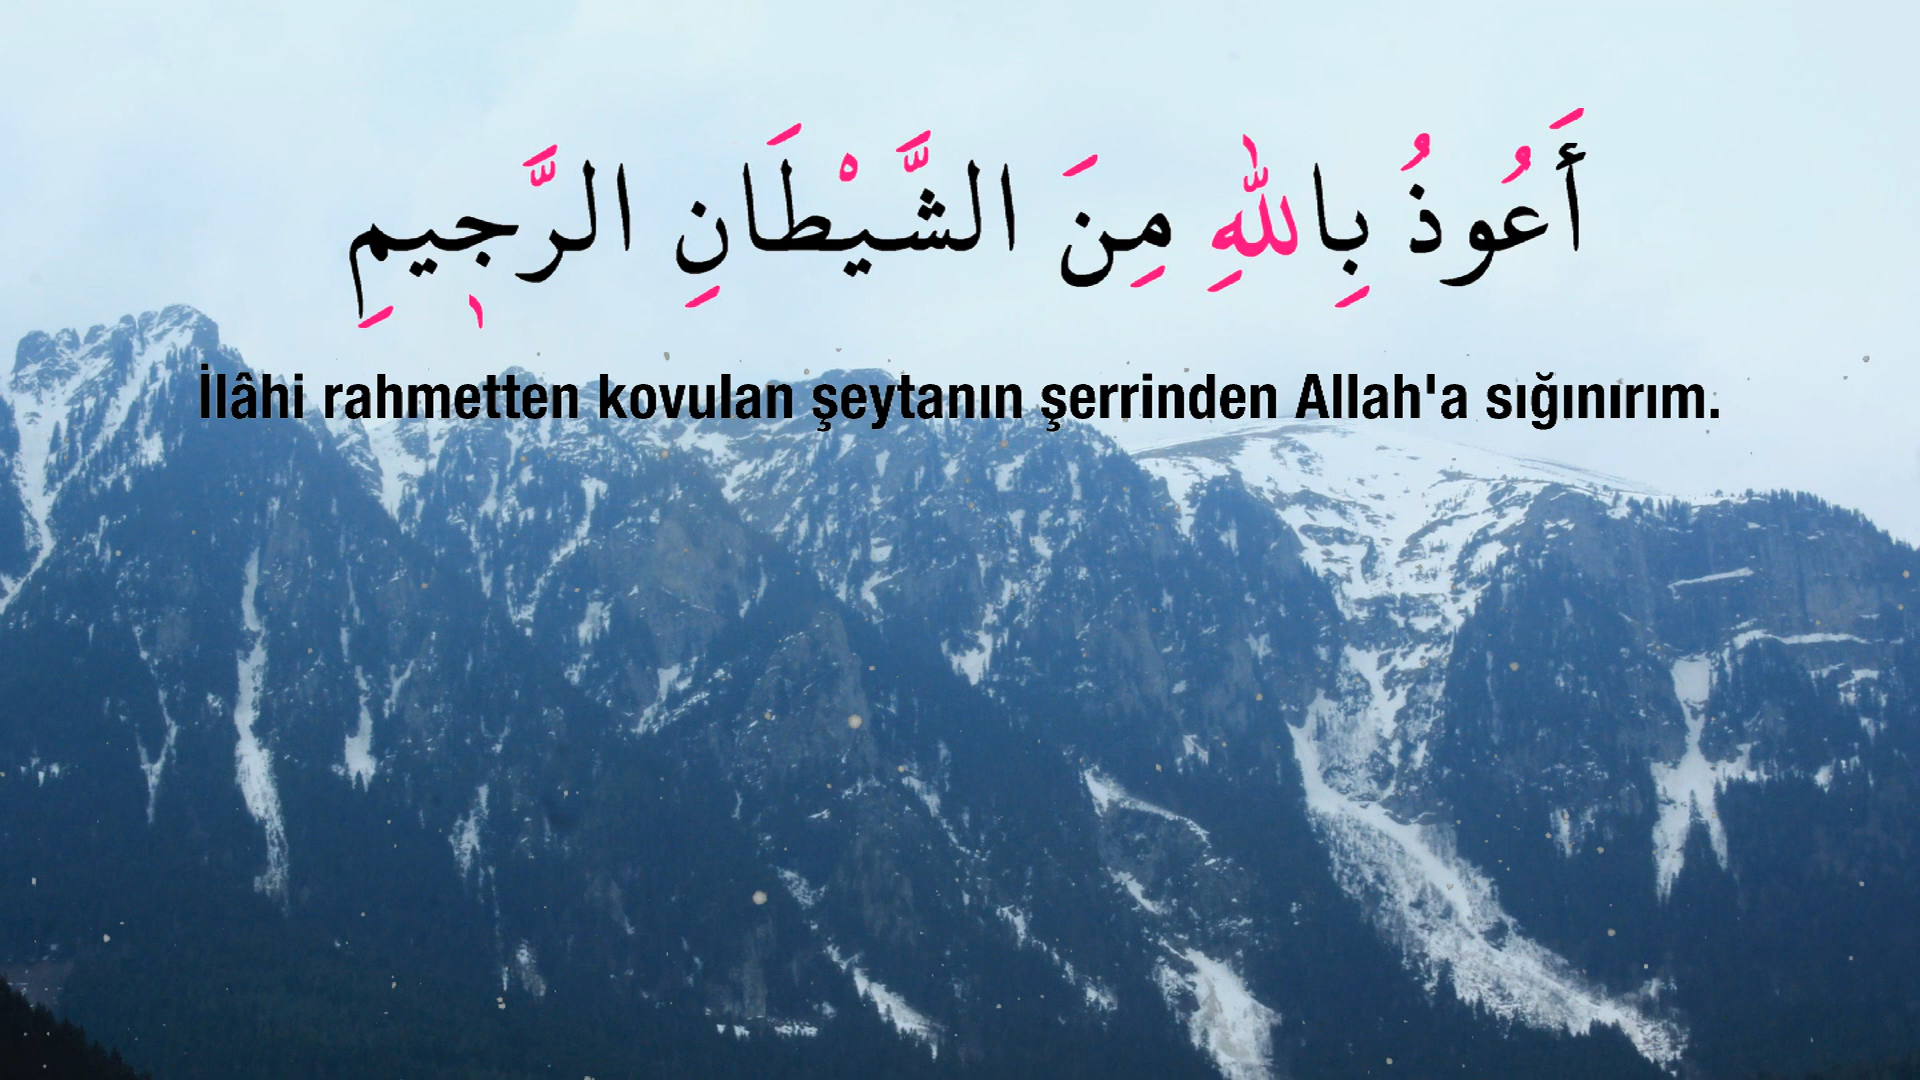 أَعُوذُ بِاللّٰهِ مِنَ الشَّيْطَانِ الرَّجٖيمِ
İlâhi rahmetten kovulan şeytanın şerrinden Allah'a sığınırım.